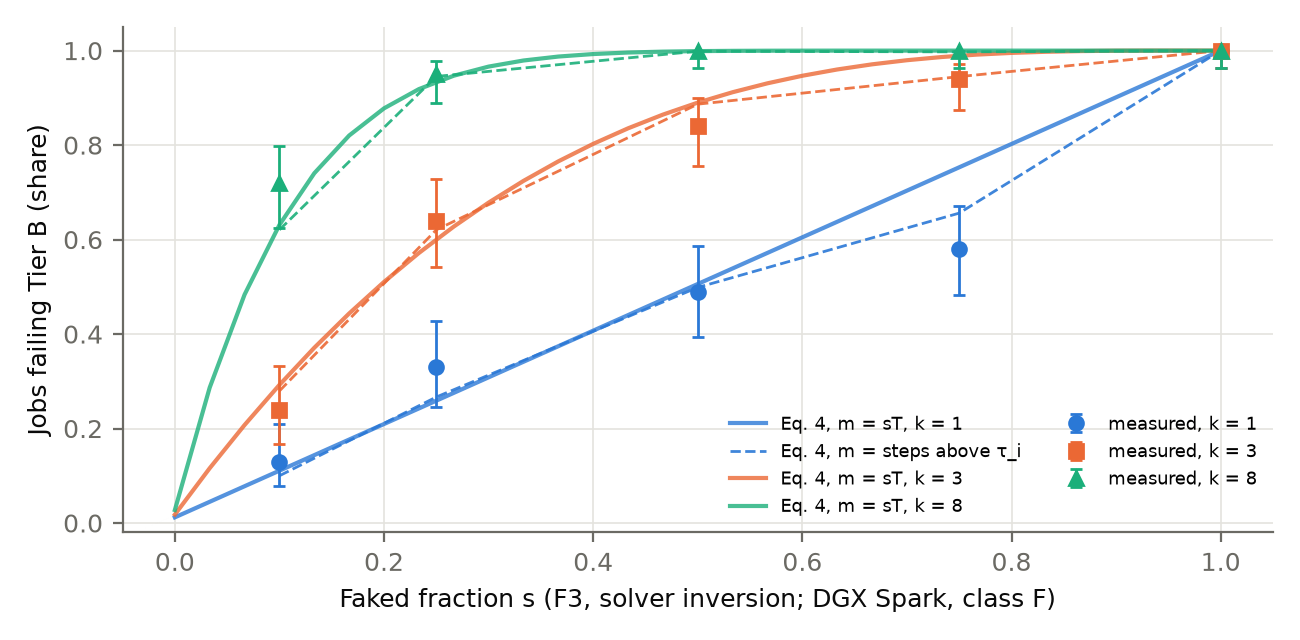 1.0
0.8
0.6
0.4
0.2
0.0
Jobs failing Tier B (share)
Eq. 4, m = sT, k = 1
Eq. 4, m = steps above τ_i
Eq. 4, m = sT, k = 3
Eq. 4, m = sT, k = 8
measured, k = 1
measured, k = 3
measured, k = 8
0.0 0.2 0.4 0.6 0.8 1.0
Faked fraction s (F3, solver inversion; DGX Spark, class F)